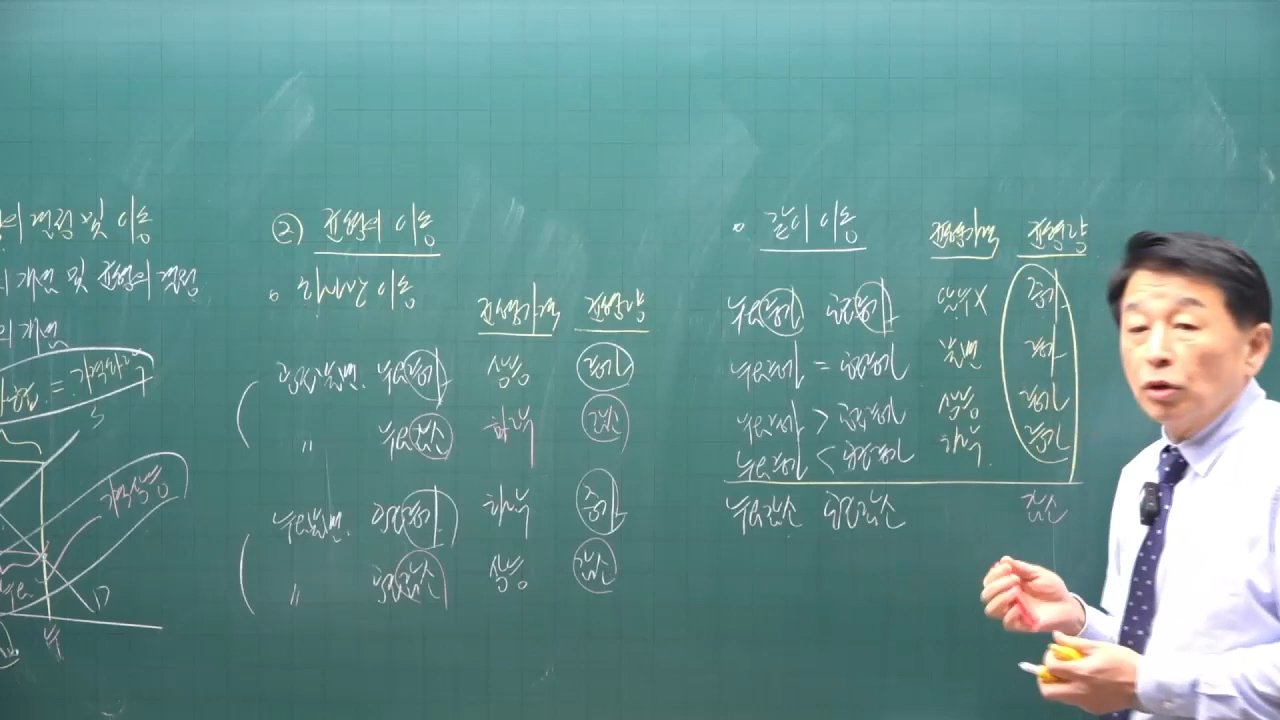 의 결정 및 이동
의 개념 및 균형의 결정
의 개념
S
가격상승
D
② 균형의 이동
◦ 하나만 이동
균형가격 균형량
공급불변. 수요증가 상승 증가
〃 수요감소 하락 감소
수요불변. 공급증가 하락 증가
〃 공급감소 상승 감소
◦ 같이 이동
균형가격 균형량
수요증가 공급증가 알수X 증가
수요증가 = 공급증가 불변 증가
수요증가 > 공급증가 상승 증가
수요증가 < 공급증가 하락. 증가
수요감소 공급감소 감소